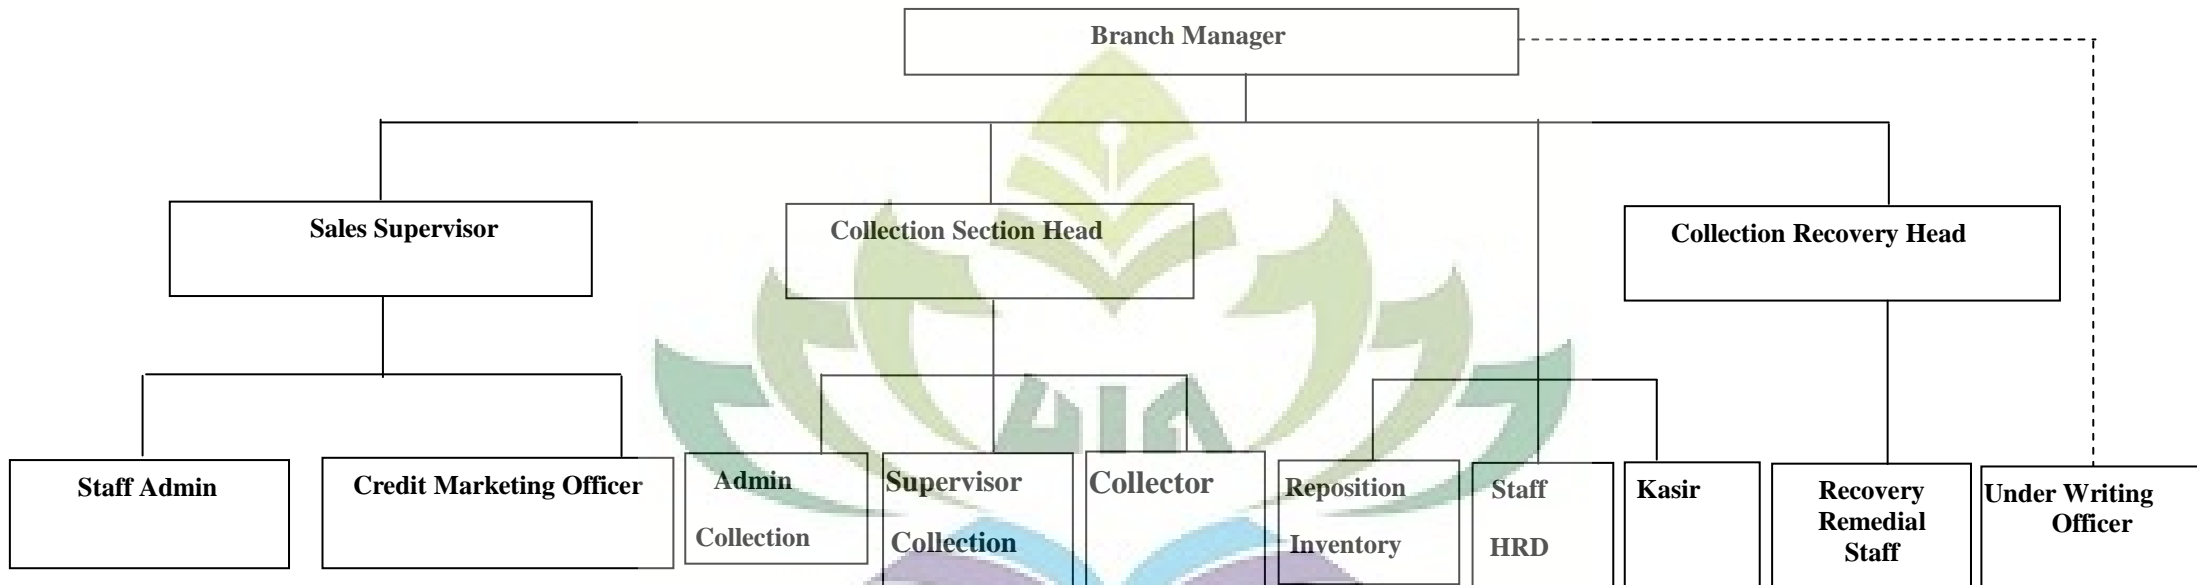 Branch Manager
Sales Supervisor
Collection Section Head
Collection Recovery Head
Staff Admin
Credit Marketing Officer
Admin
Collection
Supervisor
Collection
Collector
Reposition
Inventory
Staff
HRD
Kasir
Recovery
Remedial
Staff
Under Writing
Officer